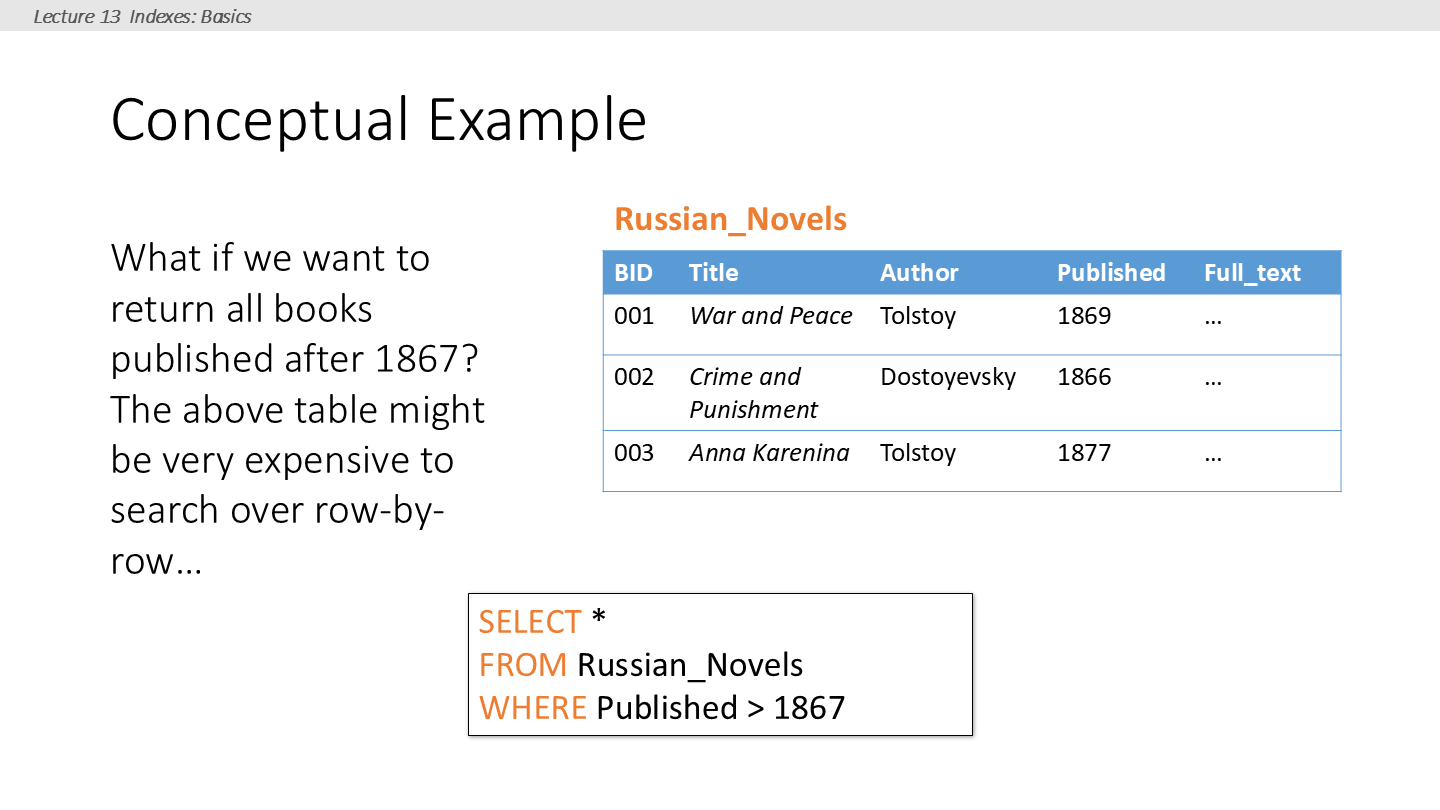 Lecture 13 Indexes: Basics
Conceptual Example
What if we want to
return all books
published after 1867?
The above table might
be very expensive to
search over row-by-
row…
Russian_Novels
BID Title Author Published Full_text
001 War and Peace Tolstoy 1869 …
002 Crime and Dostoyevsky 1866 …
Punishment
003 Anna Karenina Tolstoy 1877 …
SELECT *
FROM Russian_Novels
WHERE Published > 1867